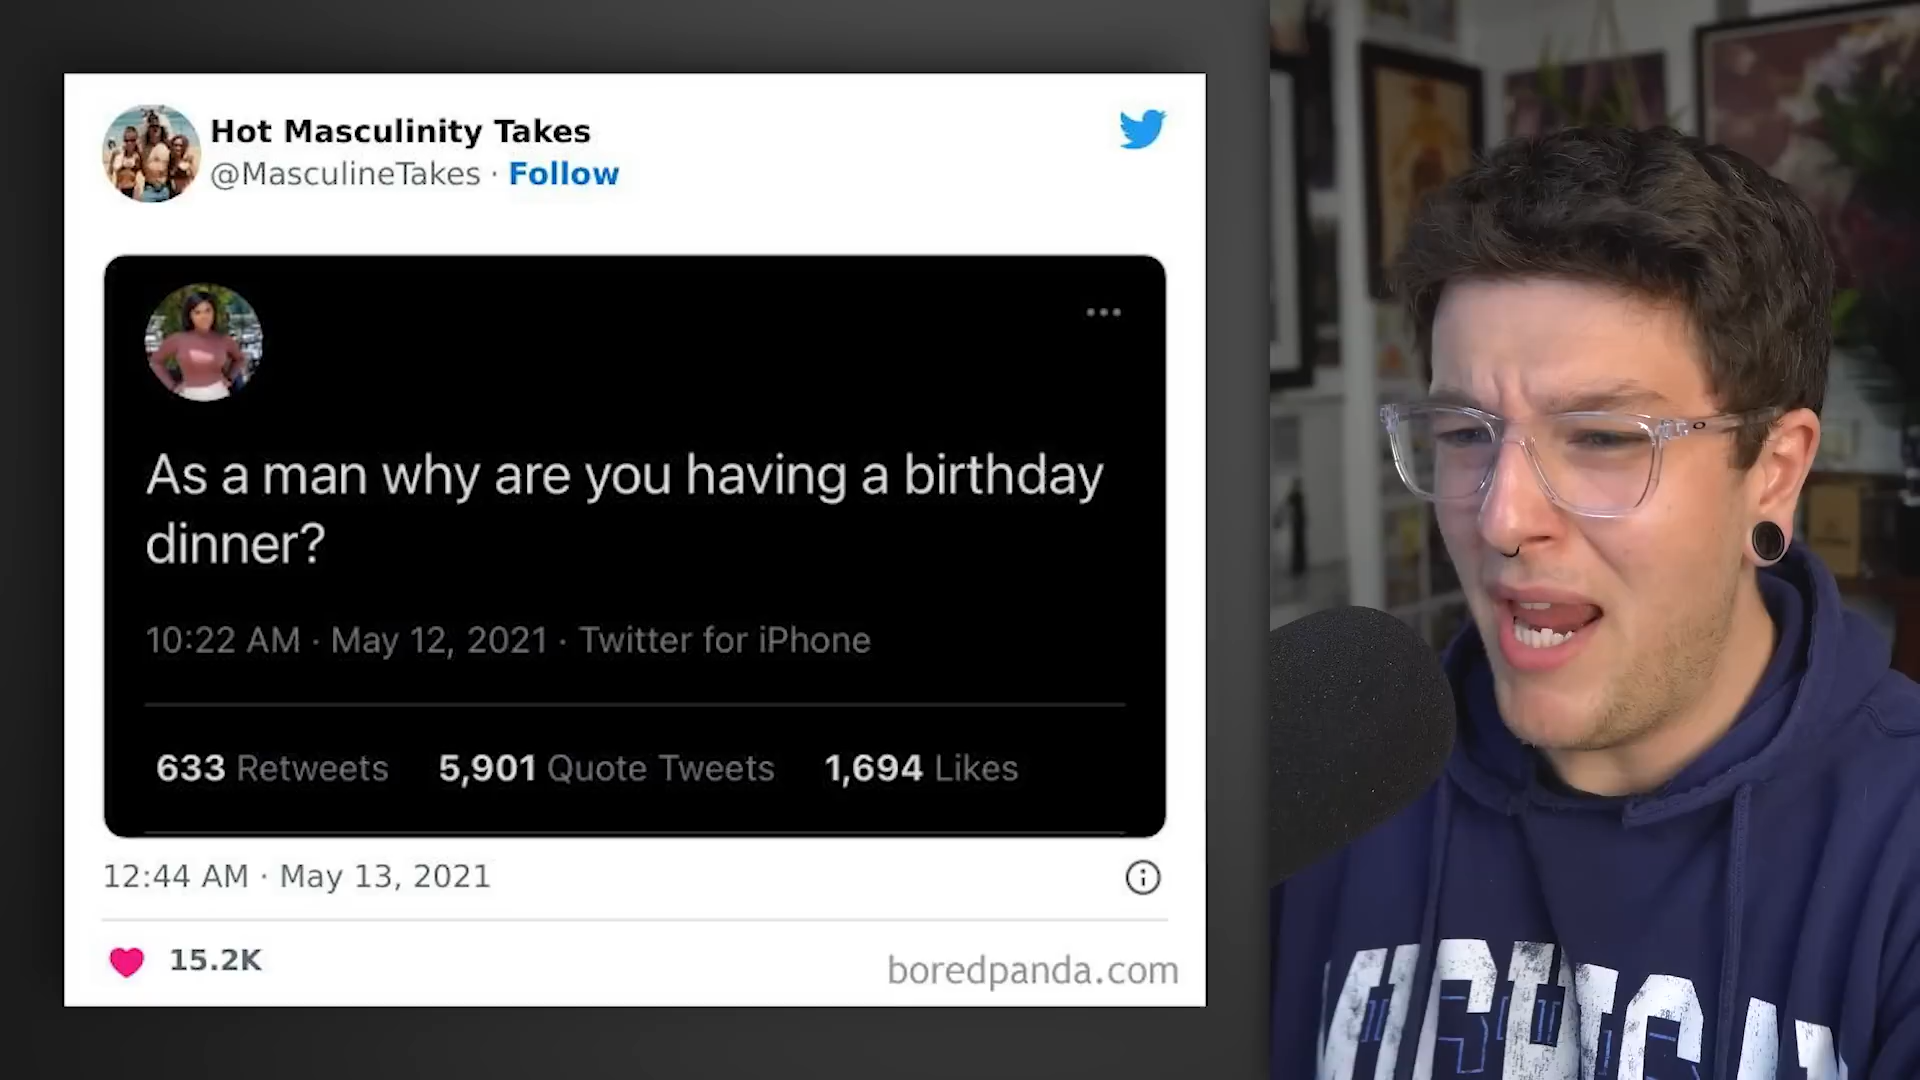 Hot Masculinity Takes
@MasculineTakes · Follow
As a man why are you having a birthday
dinner?
10:22 AM · May 12, 2021 · Twitter for iPhone
633 Retweets 5,901 Quote Tweets 1,694 Likes
12:44 AM · May 13, 2021
15.2K
boredpanda.com